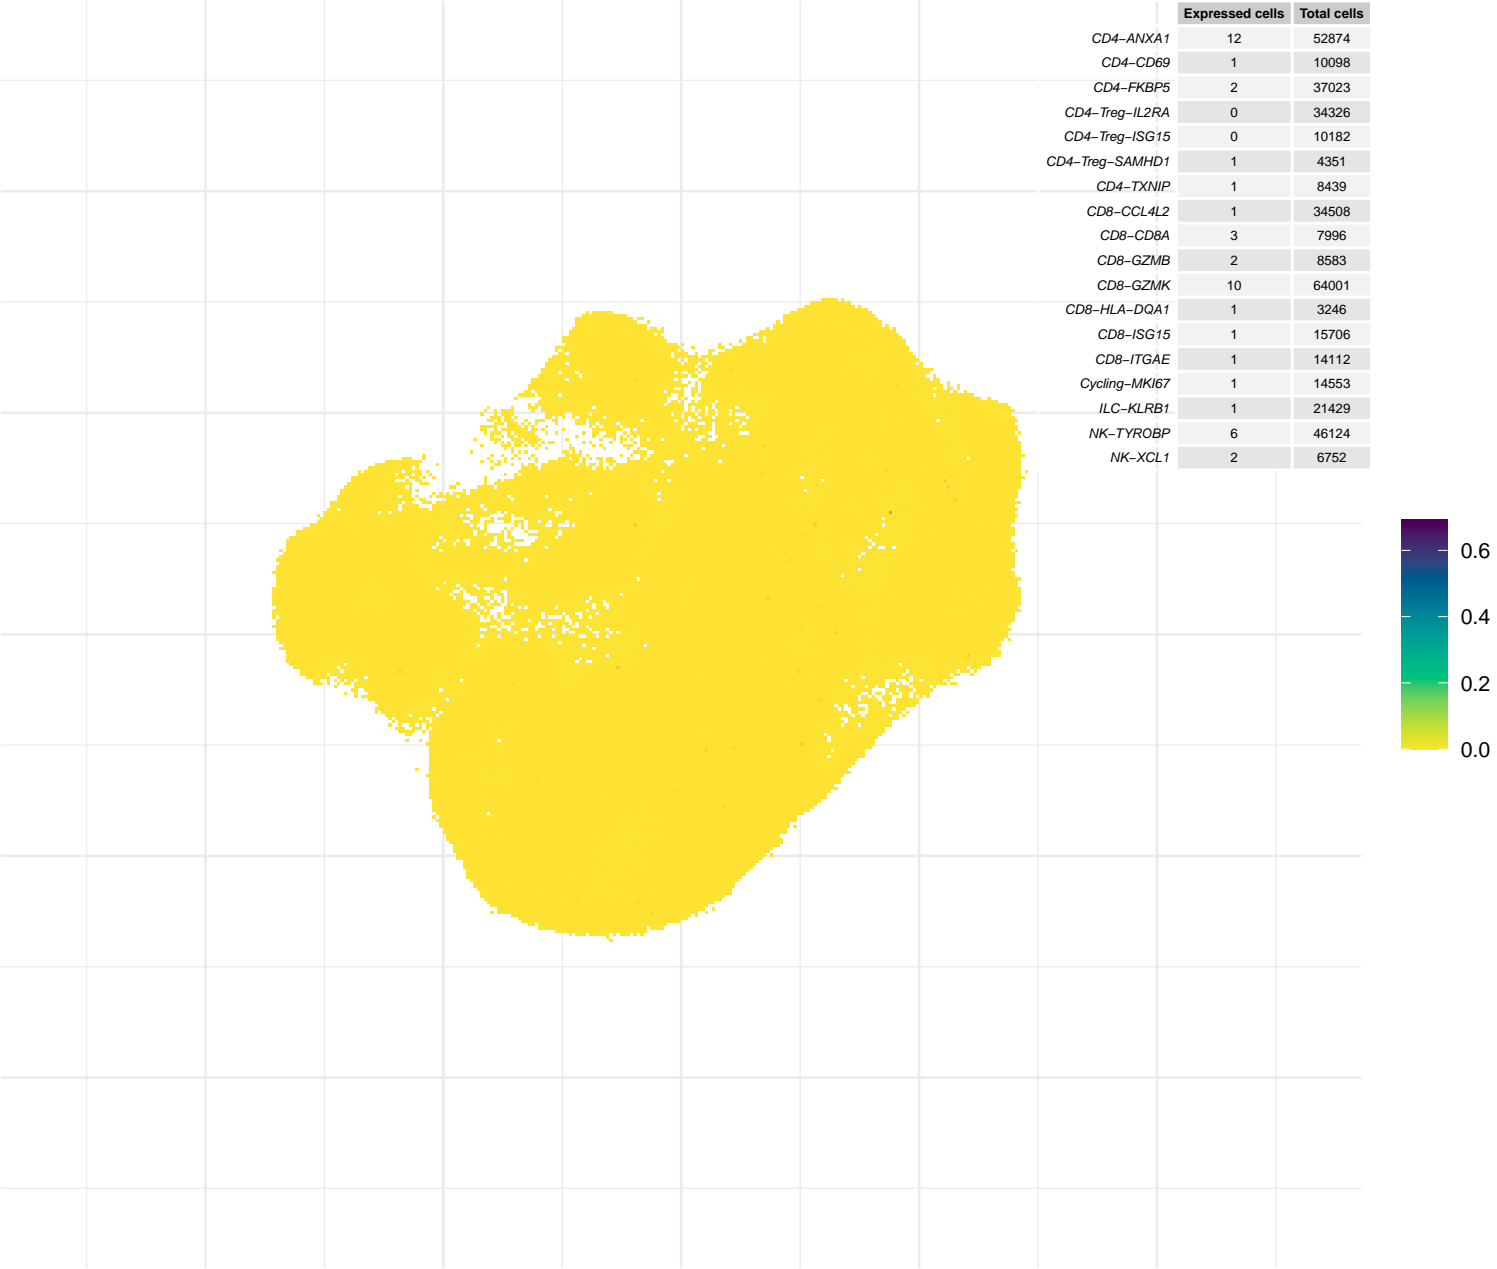 Expressed cells Total cells
CD4−ANXA1 12 52874
CD4−CD69 1 10098
CD4−FKBP5 2 37023
CD4−Treg−IL2RA 0 34326
CD4−Treg−ISG15 0 10182
CD4−Treg−SAMHD1 1 4351
CD4−TXNIP 1 8439
CD8−CCL4L2 1 34508
CD8−CD8A 3 7996
CD8−GZMB 2 8583
CD8−GZMK 10 64001
CD8−HLA−DQA1 1 3246
CD8−ISG15 1 15706
CD8−ITGAE 1 14112
Cycling−MKI67 1 14553
ILC−KLRB1 1 21429
NK−TYROBP 6 46124
NK−XCL1 2 6752
0.6
0.4
0.2
0.0